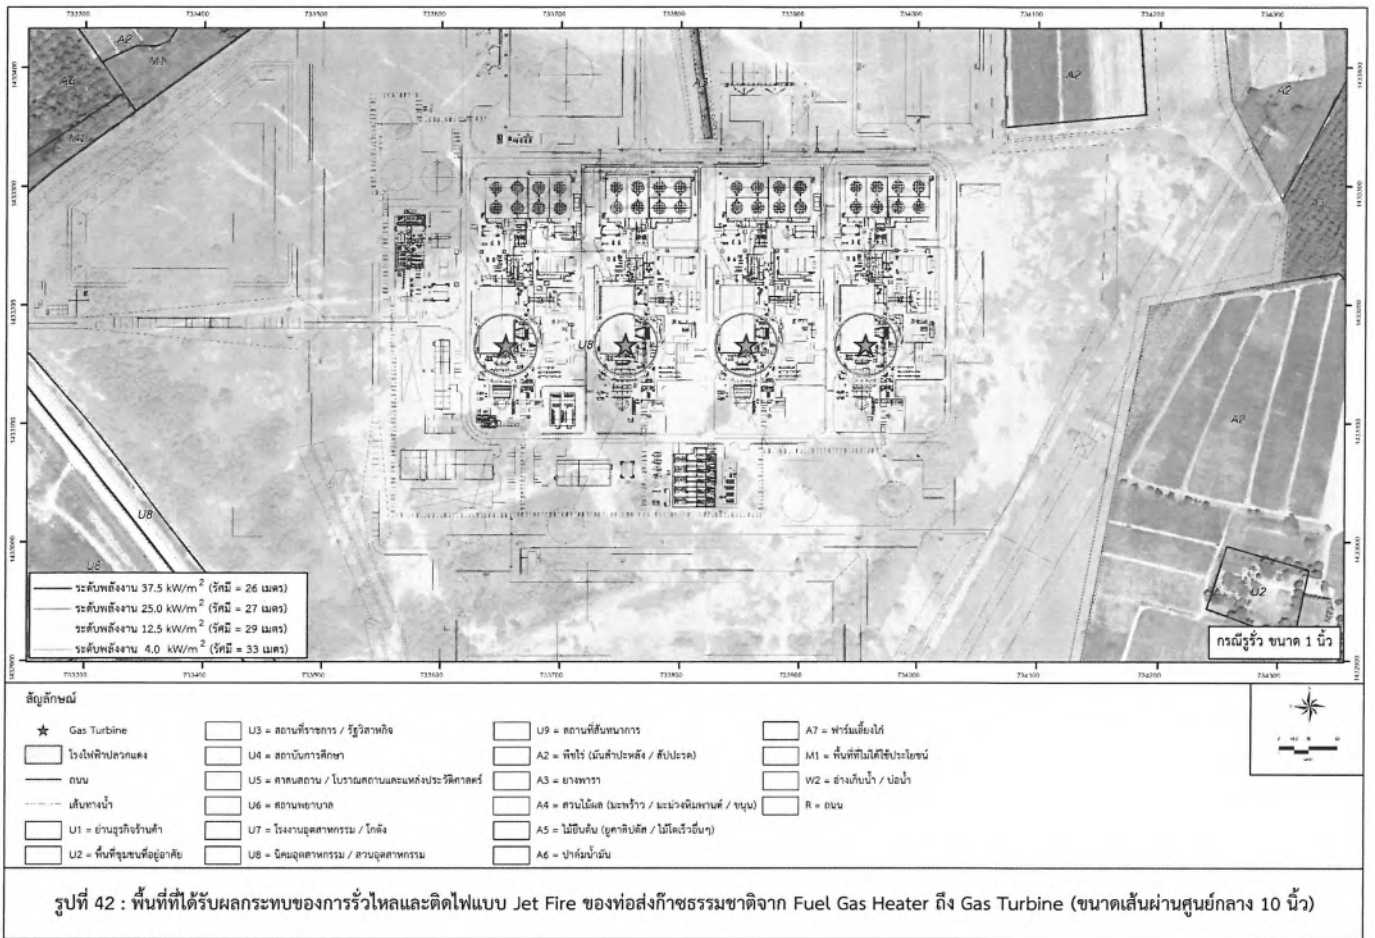 733300 733400 733500 733600 733700 733800 733900 734000 734100 734200 734300
A2
M1
A6
A2
A2
A2
U8
U8
U8
U2
ระดับพลังงาน 37.5 kW/m² (รัศมี = 26 เมตร)
ระดับพลังงาน 25.0 kW/m² (รัศมี = 27 เมตร)
ระดับพลังงาน 12.5 kW/m² (รัศมี = 29 เมตร)
ระดับพลังงาน 4.0 kW/m² (รัศมี = 33 เมตร)
กรณีรูรั่ว ขนาด 1 นิ้ว
733400 733500 733600 733700 733800 733900 734000 734100 734200 734300
สัญลักษณ์
Gas Turbine
โรงไฟฟ้าปลวกแดง
ถนน
เส้นทางน้ำ
U1 = ย่านธุรกิจร้านค้า
U2 = พื้นที่ชุมชนที่อยู่อาศัย
U3 = สถานที่ราชการ / รัฐวิสาหกิจ
U4 = สถาบันการศึกษา
U5 = ศาสนสถาน / โบราณสถานและแหล่งประวัติศาสตร์
U6 = สถานพยาบาล
U7 = โรงงานอุตสาหกรรม / โกดัง
U8 = นิคมอุตสาหกรรม / สวนอุตสาหกรรม
U9 = สถานที่สันทนาการ
A2 = พืชไร่ (มันสำปะหลัง / สัปปะรด)
A3 = ยางพารา
A4 = สวนไม้ผล (มะพร้าว / มะม่วงหิมพานต์ / ขนุน)
A5 = ไม้ยืนต้น (ยูคาลิปตัส / ไม้โตเร็วอื่นๆ)
A6 = ปาล์มน้ำมัน
A7 = ฟาร์มเลี้ยงไก่
M1 = พื้นที่ที่ไม่ได้ใช้ประโยชน์
W2 = อ่างเก็บน้ำ / บ่อน้ำ
R = ถนน
รูปที่ 42 : พื้นที่ที่ได้รับผลกระทบของการรั่วไหลและติดไฟแบบ Jet Fire ของท่อส่งก๊าซธรรมชาติจาก Fuel Gas Heater ถึง Gas Turbine (ขนาดเส้นผ่านศูนย์กลาง 10 นิ้ว)